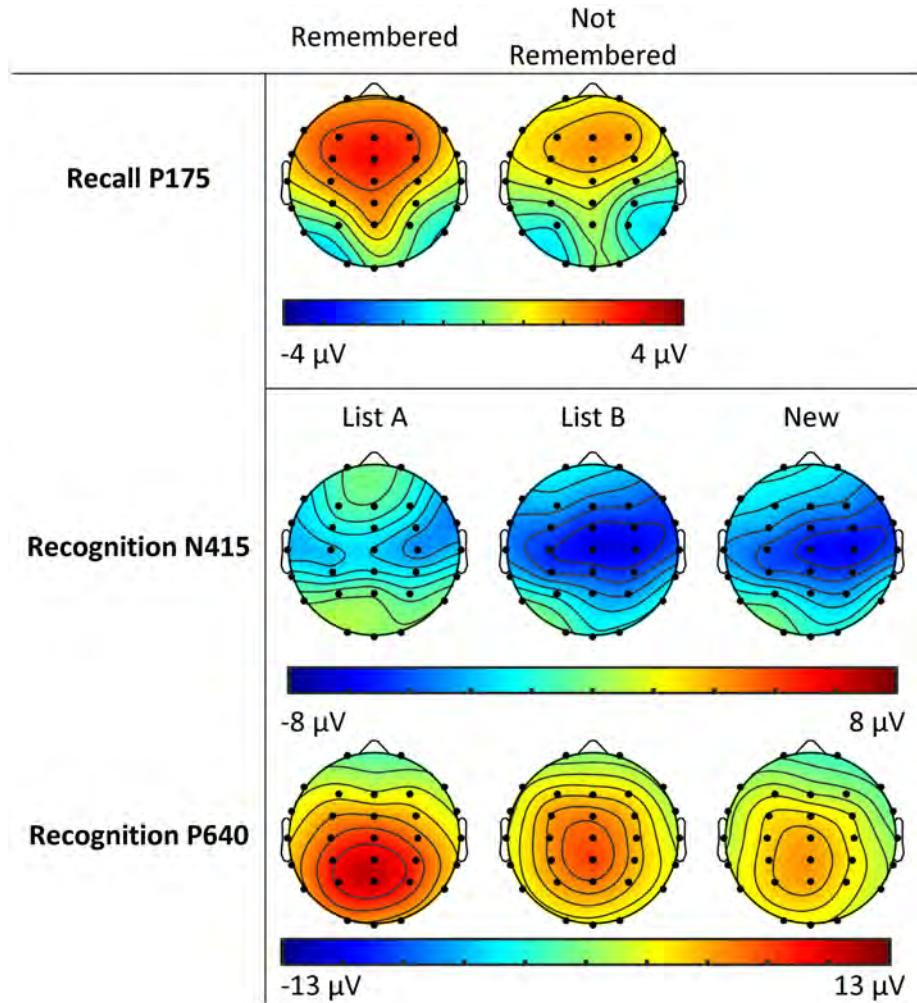 Remembered
Not
Remembered
Recall P175
-4 µV
4 µV
List A
List B
New
Recognition N415
-8 µV
8 µV
Recognition P640
-13 µV
13 µV